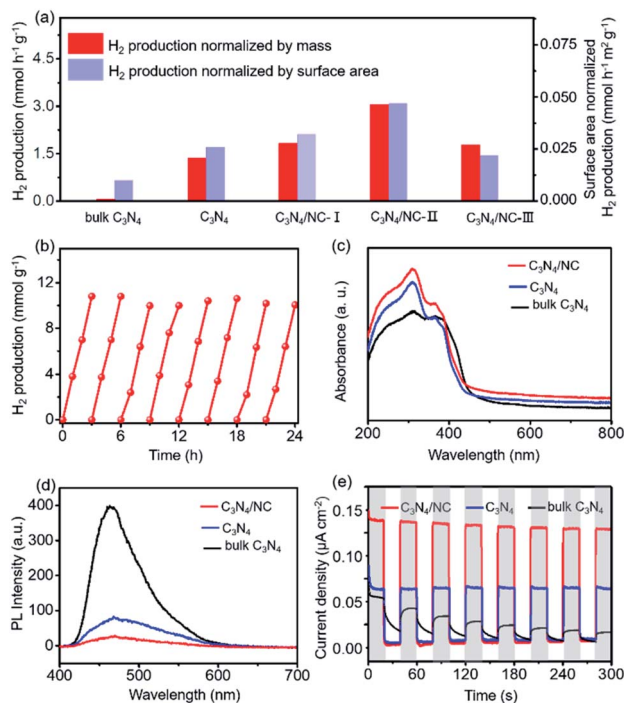 (a)
H₂ production (mmol h⁻¹ g⁻¹)
5.4
3.6
1.8
0.0
H₂ production normalized by mass
H₂ production normalized by surface area
0.075
0.050
0.025
0.000
Surface area normalized
H₂ production (mmol h⁻¹ m² g⁻¹)
bulk C₃N₄
C₃N₄
C₃N₄/NC-Ⅰ
C₃N₄/NC-Ⅱ
C₃N₄/NC-Ⅲ
(b)
H₂ production (mmol g⁻¹)
12
8
4
0
0 6 12 18 24
Time (h)
(c)
Absorbance (a. u.)
C₃N₄/NC
C₃N₄
bulk C₃N₄
200 400 600 800
Wavelength (nm)
(d)
PL Intensity (a.u.)
400
300
200
100
0
C₃N₄/NC
C₃N₄
bulk C₃N₄
400 500 600 700
Wavelength (nm)
(e)
Current density (μA cm⁻²)
0.15
0.10
0.05
0.00
C₃N₄/NC C₃N₄ bulk C₃N₄
0 60 120 180 240 300
Time (s)